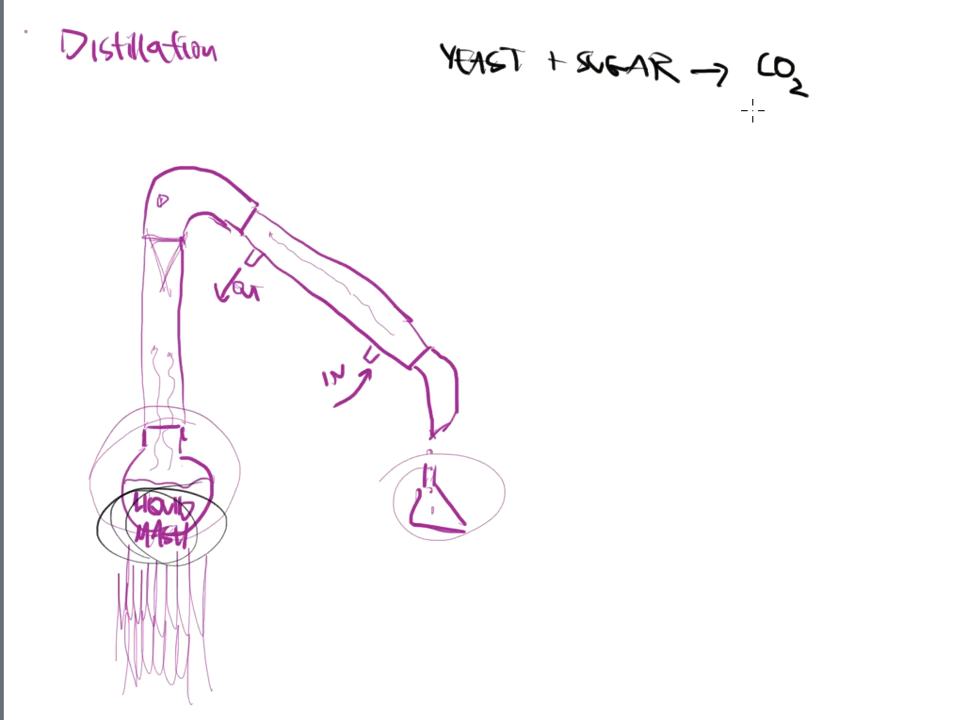 Distillation
YEAST + SUGAR → CO₂
OUT
IN
LIQUID
MASH